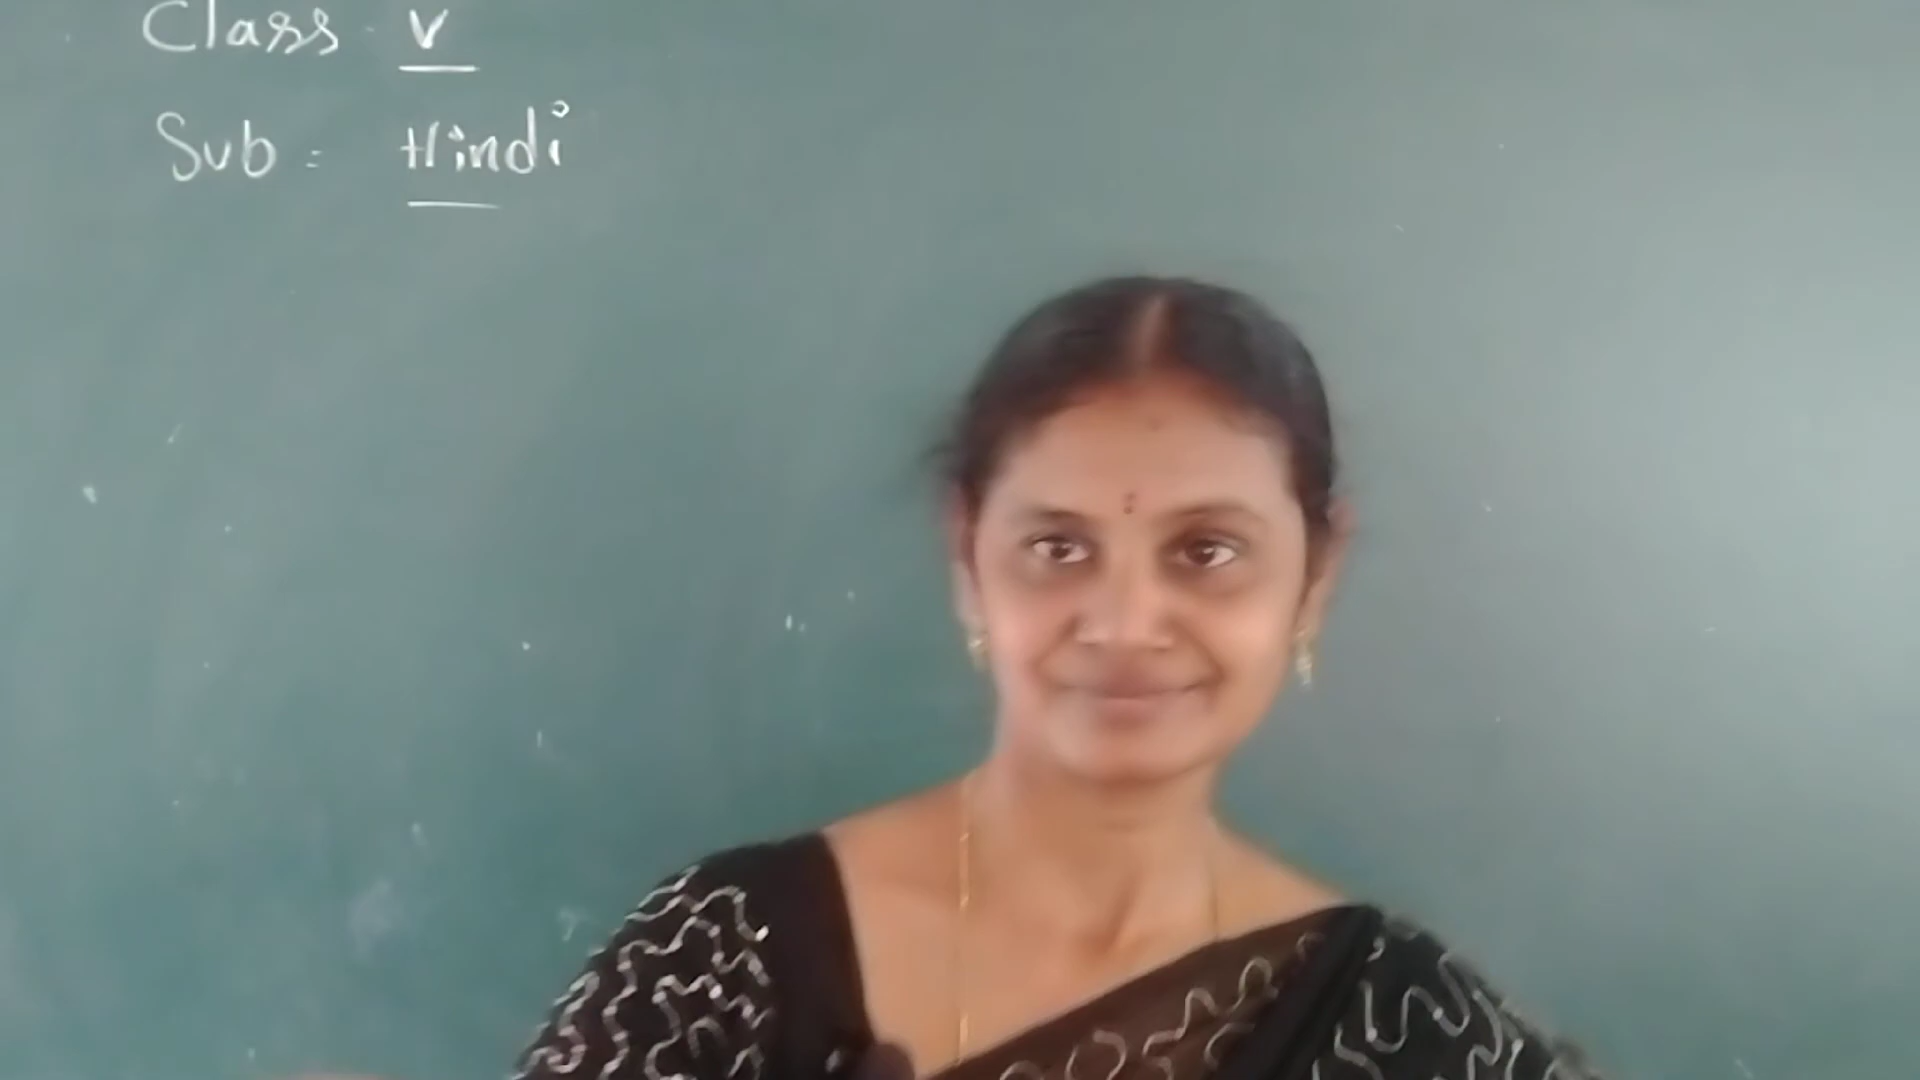 Class V
Sub = Hindi